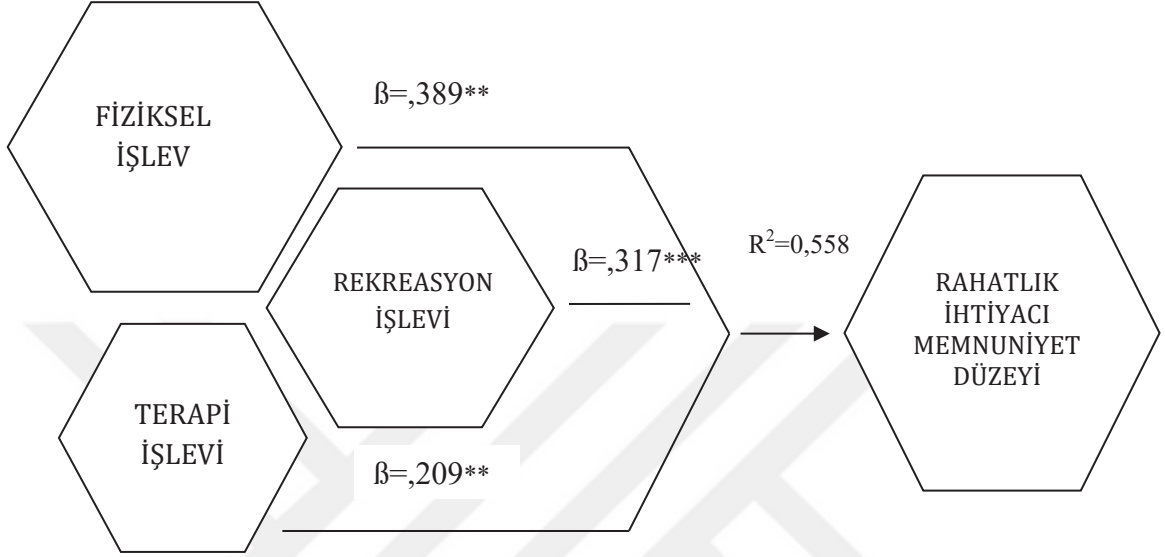 FİZİKSEL
İŞLEV
ß=,389**
REKREASYON
İŞLEVİ
ß=,317***
TERAPİ
İŞLEVİ
ß=,209**
R²=0,558
RAHATLIK
İHTİYACI
MEMNUNİYET
DÜZEYİ